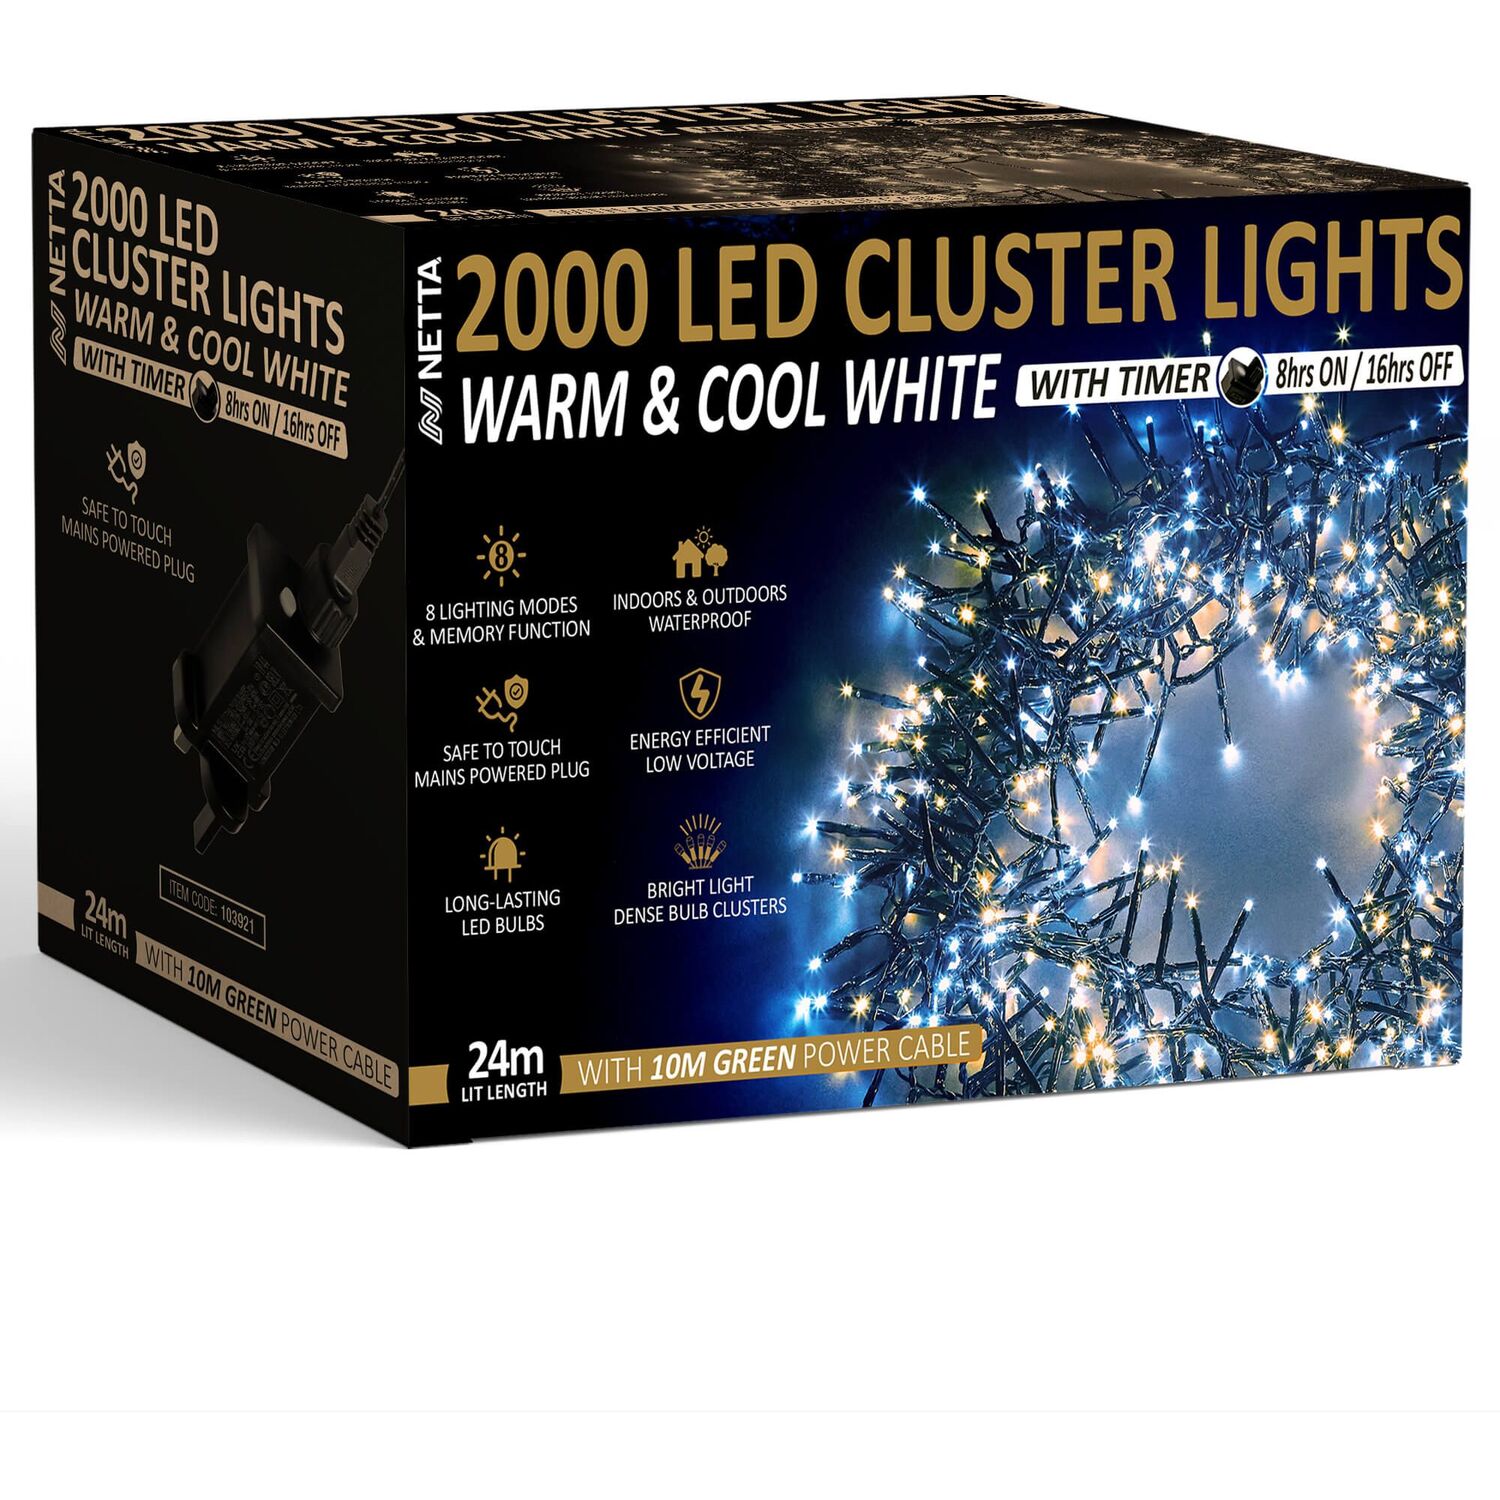 2000 LED CLUSTER LIGHTS
WARM & COOL WHITE
24m
NETTA
2000 LED
CLUSTER LIGHTS
WARM & COOL WHITE
WITH TIMER 8hrs ON / 16hrs OFF
SAFE TO TOUCH
MAINS POWERED PLUG
ITEM CODE: 103921
24m
LIT LENGTH
WITH 10M GREEN POWER CABLE
NETTA
2000 LED CLUSTER LIGHTS
WARM & COOL WHITE WITH TIMER 8hrs ON / 16hrs OFF
8
8 LIGHTING MODES
& MEMORY FUNCTION
INDOORS & OUTDOORS
WATERPROOF
SAFE TO TOUCH
MAINS POWERED PLUG
ENERGY EFFICIENT
LOW VOLTAGE
LONG-LASTING
LED BULBS
BRIGHT LIGHT
DENSE BULB CLUSTERS
24m
LIT LENGTH
WITH 10M GREEN POWER CABLE